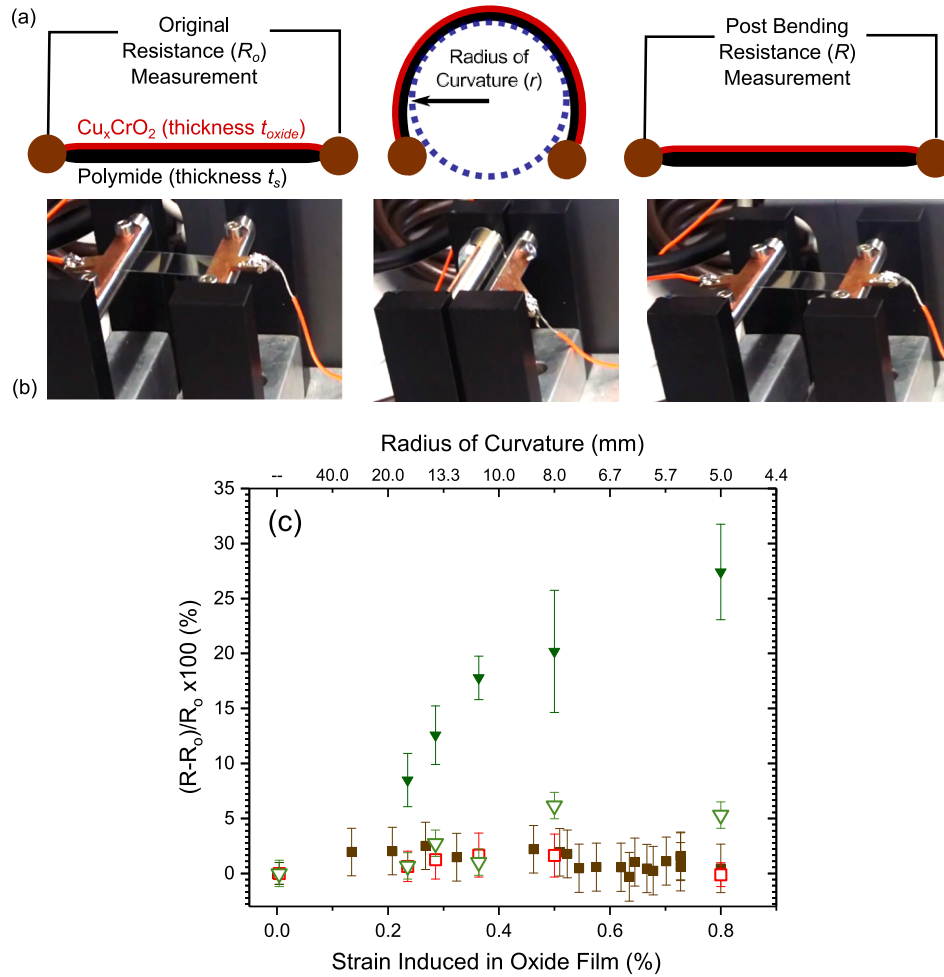 (a)
Original
Resistance (Rₒ)
Measurement
CuₓCrO₂ (thickness t_oxide)
Polymide (thickness tₛ)
Radius of
Curvature (r)
Post Bending
Resistance (R)
Measurement
(b)
Radius of Curvature (mm)
-- 40.0 20.0 13.3 10.0 8.0 6.7 5.7 5.0 4.4
(c)
35
30
25
20
15
10
5
0
(R-Rₒ)/Rₒ x100 (%)
0.0 0.2 0.4 0.6 0.8
Strain Induced in Oxide Film (%)